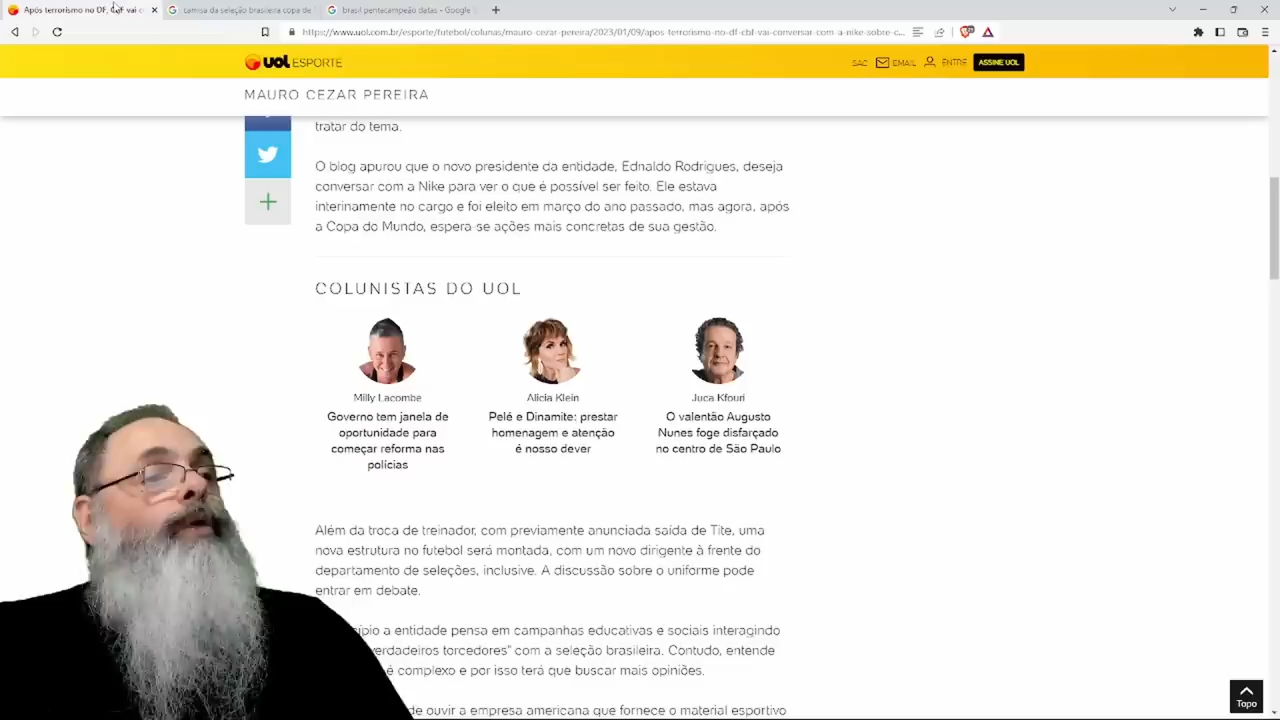 Após terrorismo no DF, CBF vai c
camisa da seleção brasileira copa de
brasil pentacampeão datas - Google
https://www.uol.com.br/esporte/futebol/colunas/mauro-cezar-pereira/2023/01/09/apos-terrorismo-no-df-cbf-vai-conversar-com-a-nike-sobre-c...
UOL ESPORTE
SAC
EMAIL
ENTRE
ASSINE UOL
MAURO CEZAR PEREIRA
tratar do tema.
O blog apurou que o novo presidente da entidade, Ednaldo Rodrigues, deseja
conversar com a Nike para ver o que é possível ser feito. Ele estava
interinamente no cargo e foi eleito em março do ano passado, mas agora, após
a Copa do Mundo, espera-se ações mais concretas de sua gestão.
COLUNISTAS DO UOL
Milly Lacombe
Governo tem janela de
oportunidade para
começar reforma nas
polícias
Alicia Klein
Pelé e Dinamite: prestar
homenagem e atenção
é nosso dever
Juca Kfouri
O valentão Augusto
Nunes foge disfarçado
no centro de São Paulo
Além da troca de treinador, com previamente anunciada saída de Tite, uma
nova estrutura no futebol será montada, com um novo dirigente à frente do
departamento de seleções, inclusive. A discussão sobre o uniforme pode
entrar em debate.
ípio a entidade pensa em campanhas educativas e sociais interagindo
verdadeiros torcedores" com a seleção brasileira. Contudo, entende
é complexo e por isso terá que buscar mais opiniões.
de ouvir a empresa americana que fornece o material esportivo
Topo